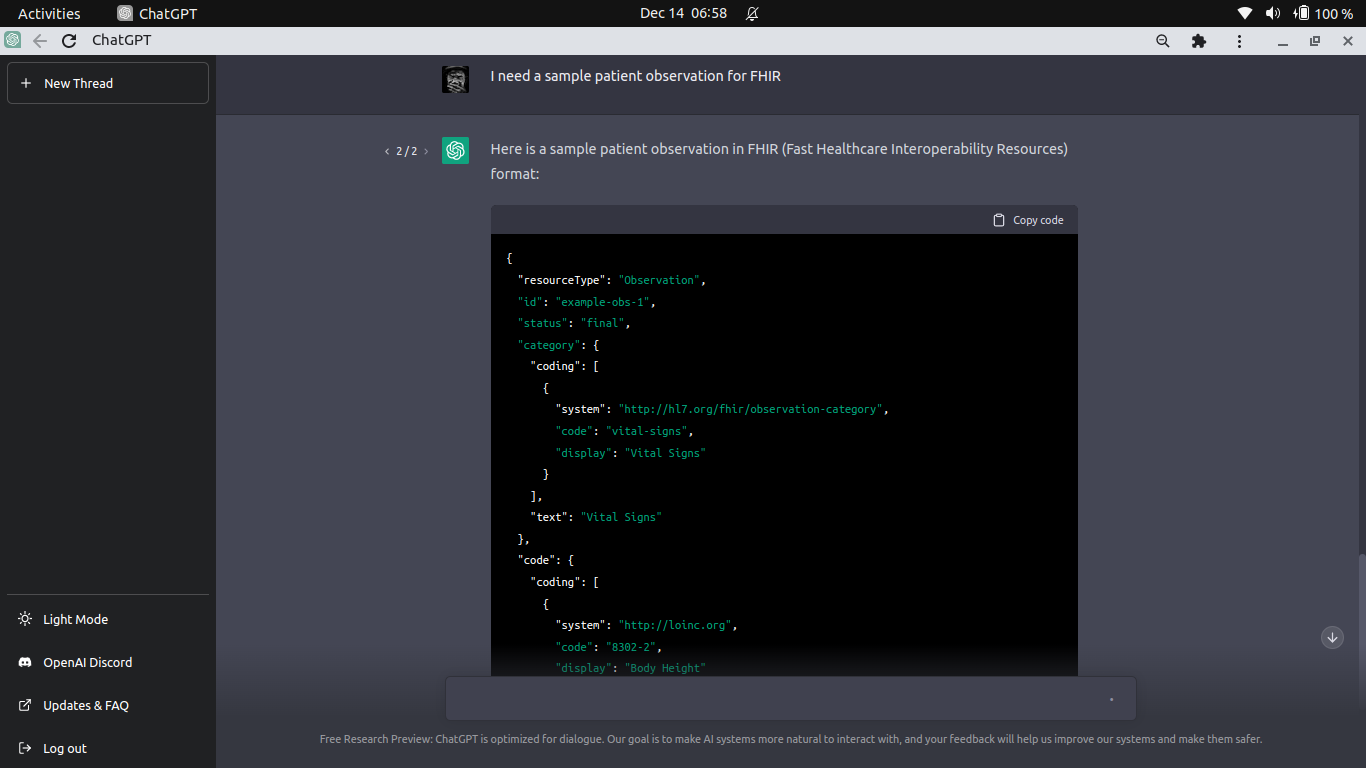 Activities ChatGPT Dec 14 06:58 100 %
ChatGPT
New Thread
Light Mode
OpenAI Discord
Updates & FAQ
Log out
I need a sample patient observation for FHIR
< 2 / 2 >
Here is a sample patient observation in FHIR (Fast Healthcare Interoperability Resources)
format:
Copy code
{
  "resourceType": "Observation",
  "id": "example-obs-1",
  "status": "final",
  "category": {
    "coding": [
      {
        "system": "http://hl7.org/fhir/observation-category",
        "code": "vital-signs",
        "display": "Vital Signs"
      }
    ],
    "text": "Vital Signs"
  },
  "code": {
    "coding": [
      {
        "system": "http://loinc.org",
        "code": "8302-2",
        "display": "Body Height"
Free Research Preview: ChatGPT is optimized for dialogue. Our goal is to make AI systems more natural to interact with, and your feedback will help us improve our systems and make them safer.